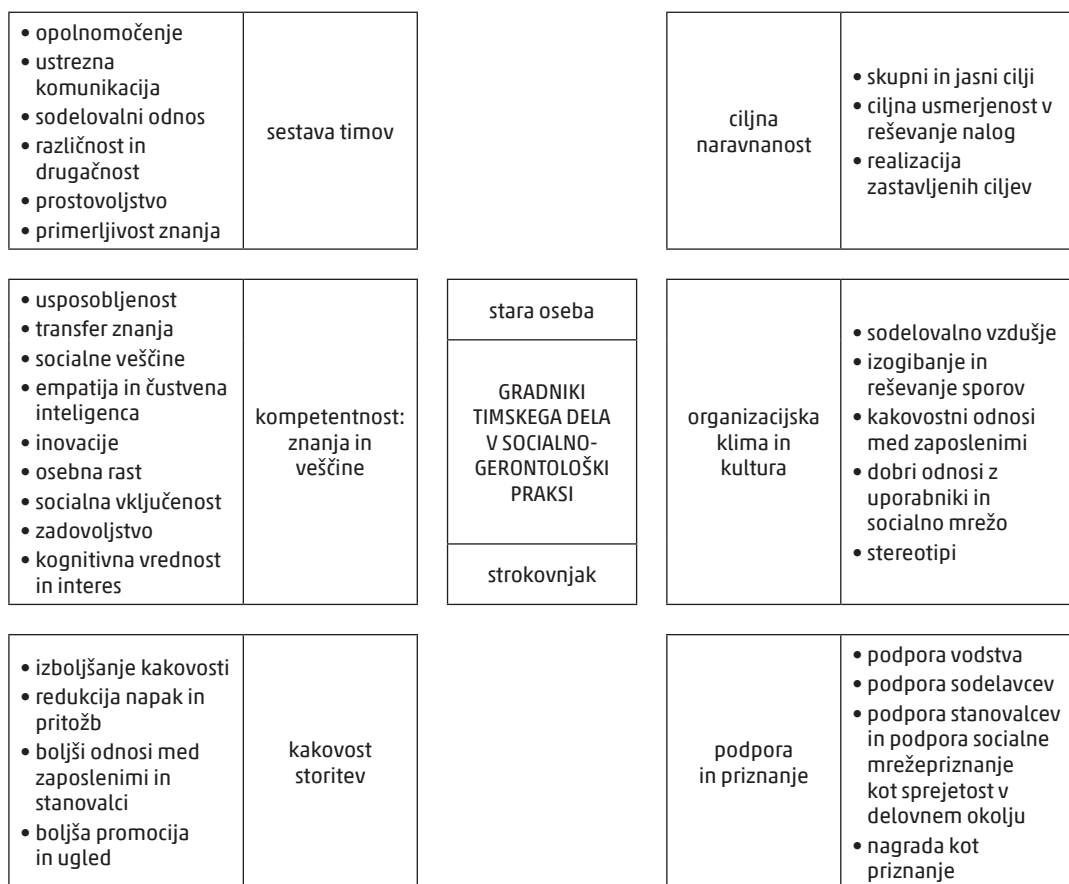 • opolnomočenje
• ustrezna
komunikacija
• sodelovalni odnos
• različnost in
drugačnost
• prostovoljstvo
• primerljivost znanja
sestava timov
ciljna
naravnanost
• skupni in jasni cilji
• ciljna usmerjenost v
reševanje nalog
• realizacija
zastavljenih ciljev
• usposobljenost
• transfer znanja
• socialne veščine
• empatija in čustvena
inteligenca
• inovacije
• osebna rast
• socialna vključenost
• zadovoljstvo
• kognitivna vrednost
in interes
kompetentnost:
znanja in
veščine
stara oseba
GRADNIKI
TIMSKEGA DELA
V SOCIALNO-
GERONTOLOŠKI
PRAKSI
strokovnjak
organizacijska
klima in
kultura
• sodelovalno vzdušje
• izogibanje in
reševanje sporov
• kakovostni odnosi
med zaposlenimi
• dobri odnosi z
uporabniki in
socialno mrežo
• stereotipi
• izboljšanje kakovosti
• redukcija napak in
pritožb
• boljši odnosi med
zaposlenimi in
stanovalci
• boljša promocija
in ugled
kakovost
storitev
podpora
in priznanje
• podpora vodstva
• podpora sodelavcev
• podpora stanovalcev
in podpora socialne
mrežepriznanje
kot sprejetost v
delovnem okolju
• nagrada kot
priznanje